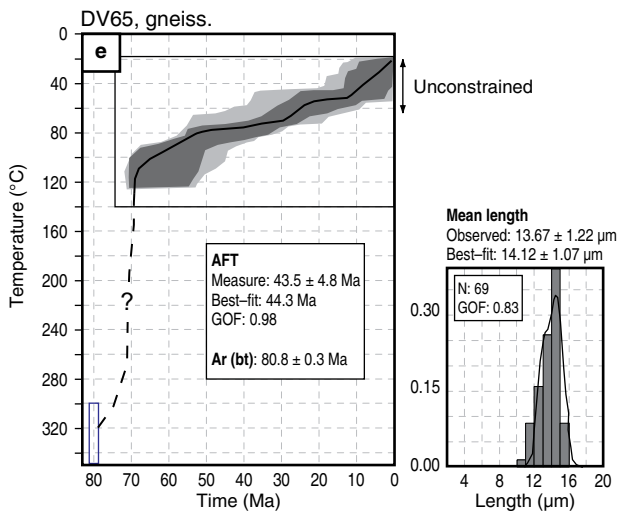 DV65, gneiss.
e
0
40
80
120
160
200
240
280
320
Temperature (°C)
80 70 60 50 40 30 20 10 0
Time (Ma)
Unconstrained
?
AFT
Measure: 43.5 ± 4.8 Ma
Best–fit: 44.3 Ma
GOF: 0.98
Ar (bt): 80.8 ± 0.3 Ma
Mean length
Observed: 13.67 ± 1.22 µm
Best–fit: 14.12 ± 1.07 µm
N: 69
GOF: 0.83
0.30
0.15
0.00
4 8 12 16 20
Length (µm)